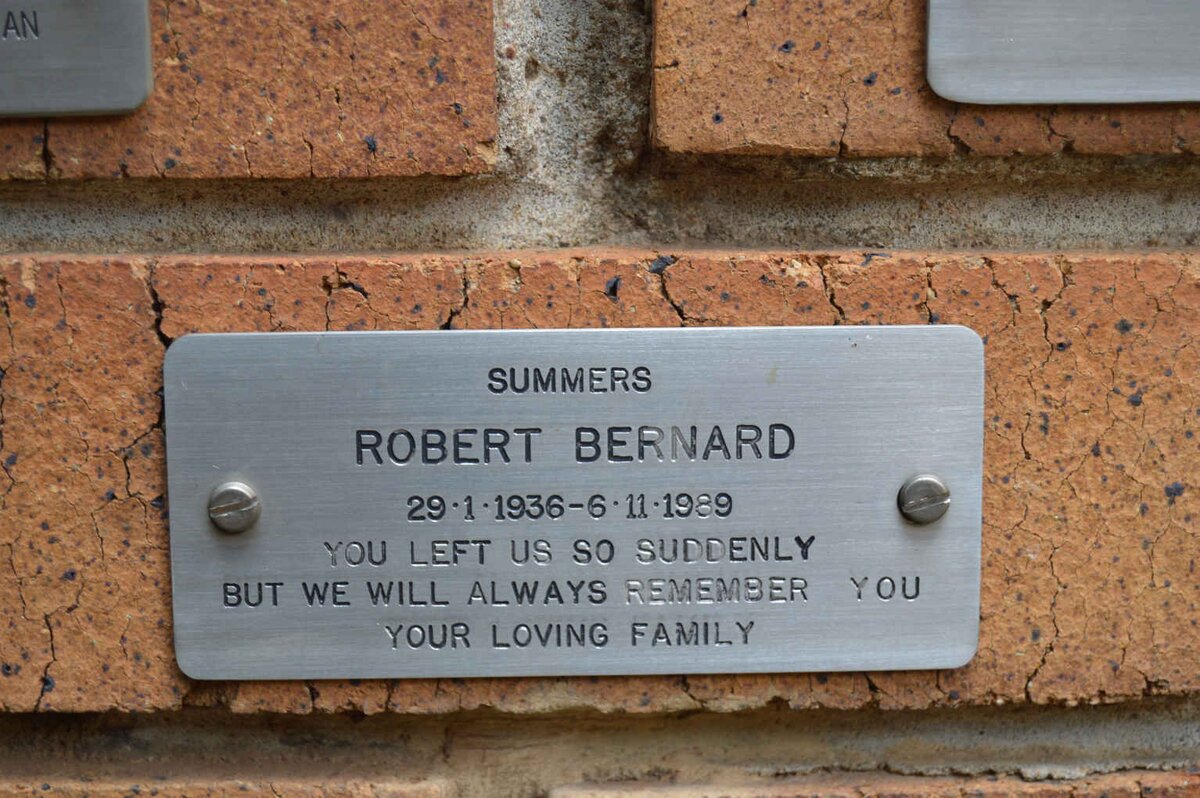 AN
SUMMERS
ROBERT BERNARD
29·1·1936-6·11·1989
YOU LEFT US SO SUDDENLY
BUT WE WILL ALWAYS REMEMBER YOU
YOUR LOVING FAMILY